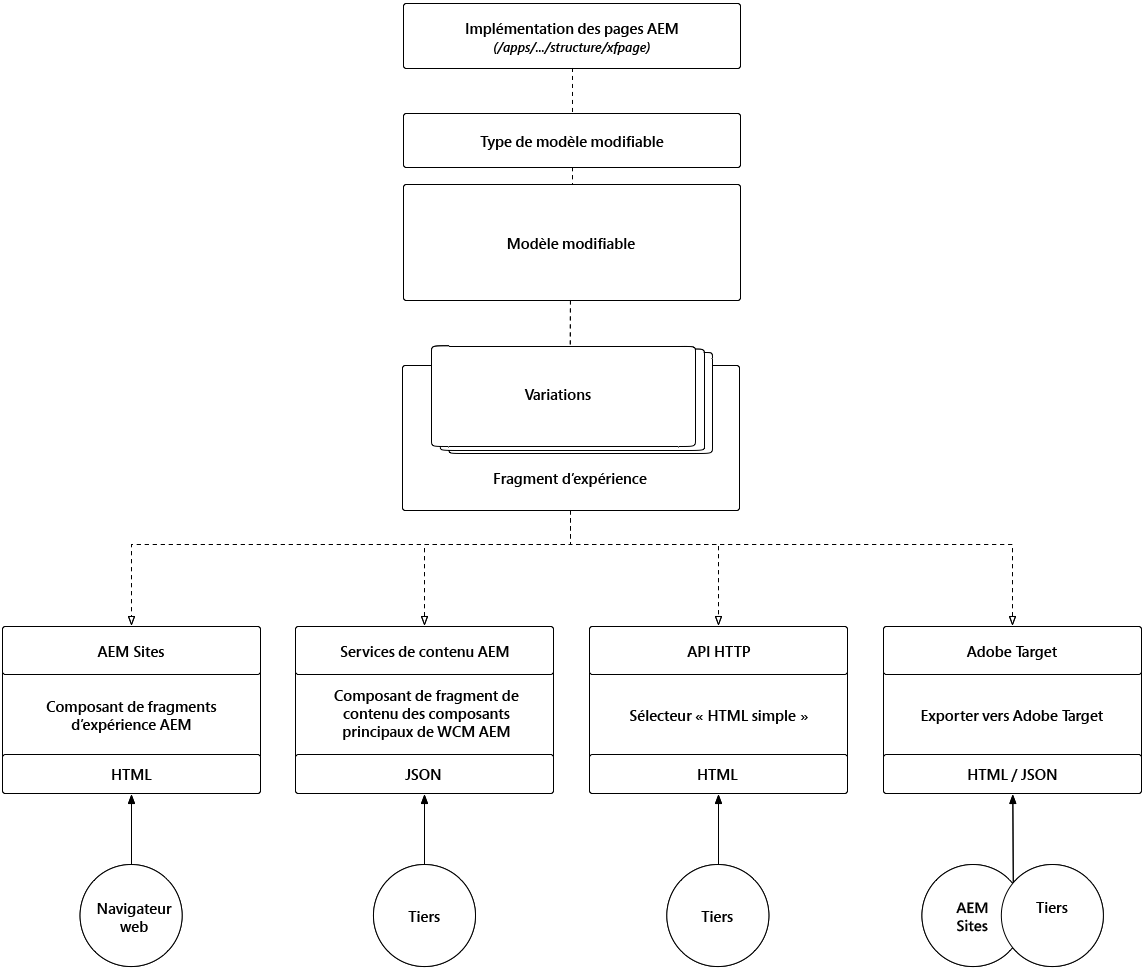 Implémentation des pages AEM
(/apps/.../structure/xfpage)
Type de modèle modifiable
Modèle modifiable
Variations
Fragment d’expérience
AEM Sites
Composant de fragments
d’expérience AEM
HTML
Services de contenu AEM
Composant de fragment de
contenu des composants
principaux de WCM AEM
JSON
API HTTP
Sélecteur « HTML simple »
HTML
Adobe Target
Exporter vers Adobe Target
HTML / JSON
Navigateur
web
Tiers
Tiers
AEM
Sites
Tiers